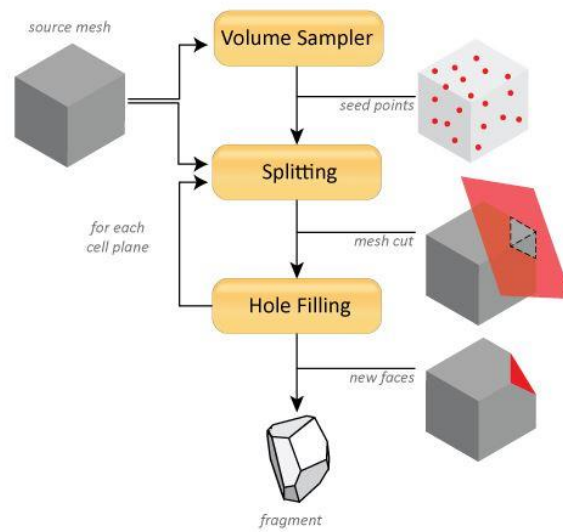 source mesh
Volume Sampler
seed points
Splitting
for each
cell plane
mesh cut
Hole Filling
new faces
fragment